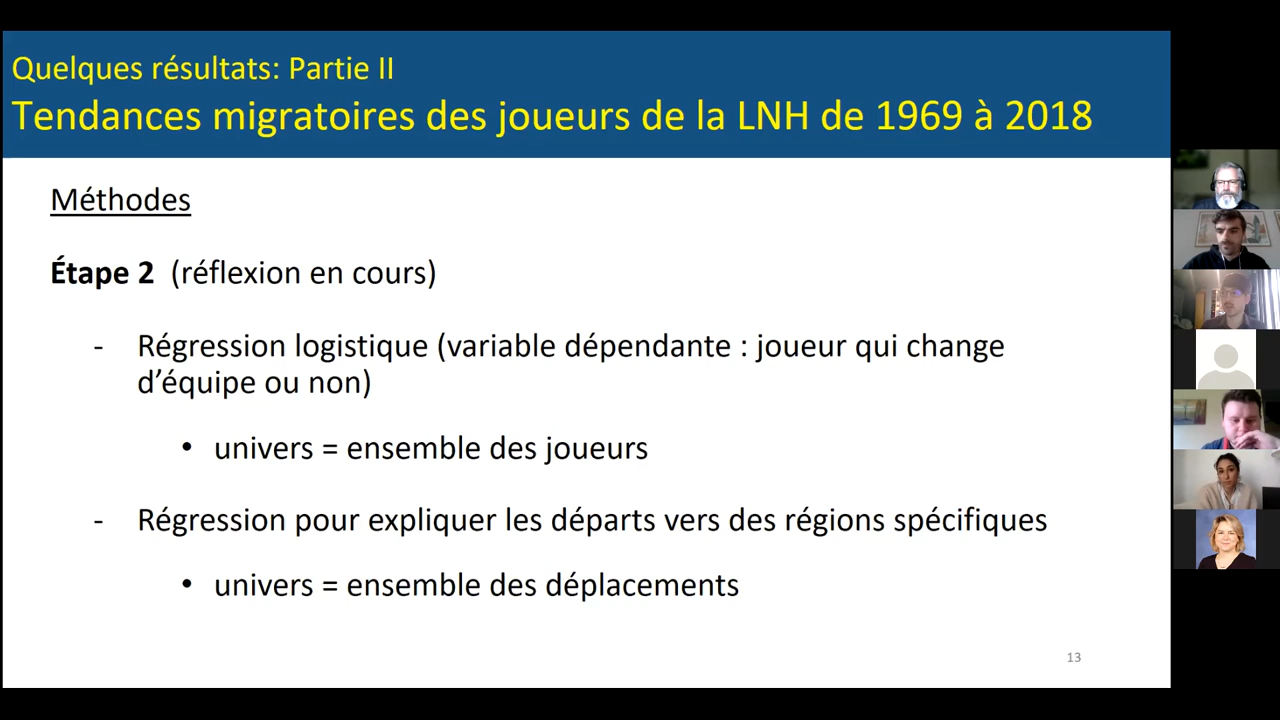 Quelques résultats: Partie II
Tendances migratoires des joueurs de la LNH de 1969 à 2018
Méthodes
Étape 2 (réflexion en cours)
- Régression logistique (variable dépendante : joueur qui change
d’équipe ou non)
• univers = ensemble des joueurs
- Régression pour expliquer les départs vers des régions spécifiques
• univers = ensemble des déplacements
13